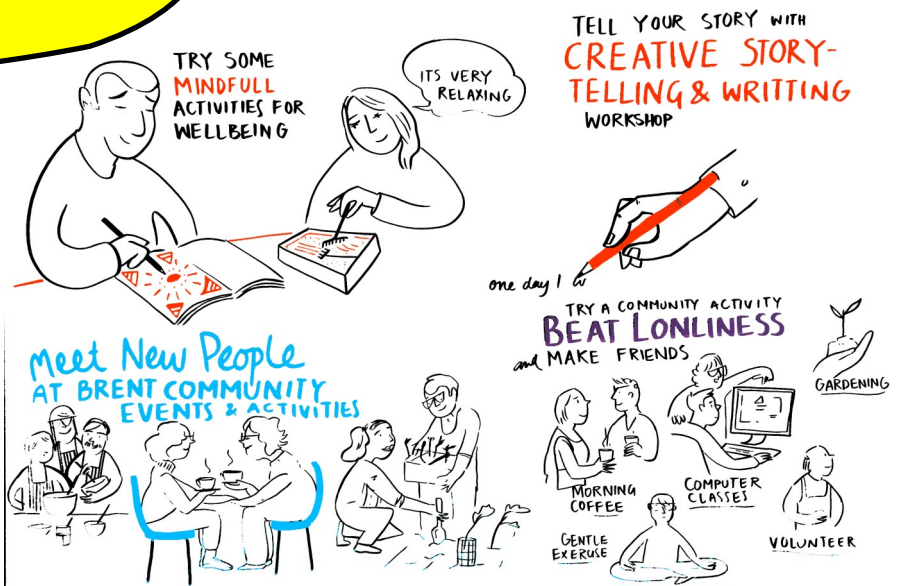 TRY SOME
MINDFULL
ACTIVITIES FOR
WELLBEING
ITS VERY
RELAXING
TELL YOUR STORY WITH
CREATIVE STORY-
TELLING & WRITTING
WORKSHOP
one day I
Meet New People
AT BRENT COMMUNITY
EVENTS & ACTIVITIES
TRY A COMMUNITY ACTIVITY
BEAT LONLINESS
and MAKE FRIENDS
GARDENING
MORNING
COFFEE
COMPUTER
CLASSES
GENTLE
EXERUSE
VOLUNTEER